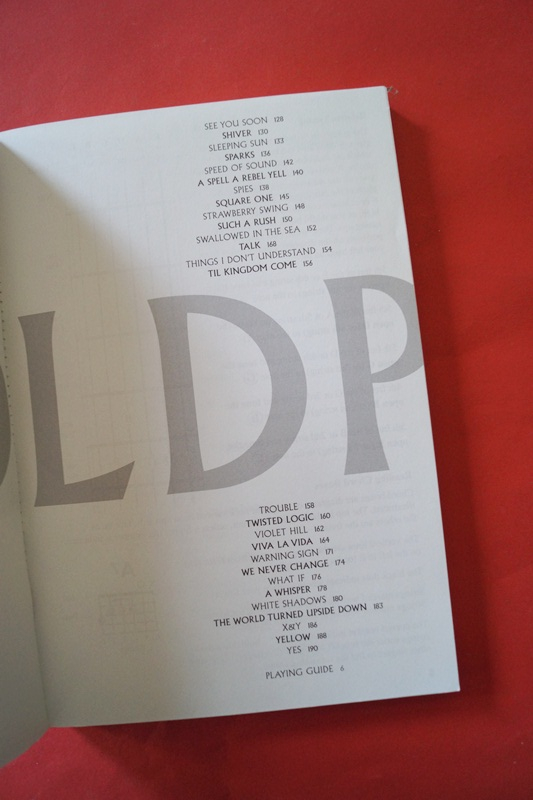 SEE YOU SOON 128
SHIVER 130
SLEEPING SUN 133
SPARKS 136
SPEED OF SOUND 142
A SPELL A REBEL YELL 140
SPIES 138
SQUARE ONE 145
STRAWBERRY SWING 148
SUCH A RUSH 150
SWALLOWED IN THE SEA 152
TALK 168
THINGS I DON'T UNDERSTAND 154
TIL KINGDOM COME 156
LDP
TROUBLE 158
TWISTED LOGIC 160
VIOLET HILL 162
VIVA LA VIDA 164
WARNING SIGN 171
WE NEVER CHANGE 174
WHAT IF 176
A WHISPER 178
WHITE SHADOWS 180
THE WORLD TURNED UPSIDE DOWN 183
X&Y 186
YELLOW 188
YES 190
PLAYING GUIDE 6